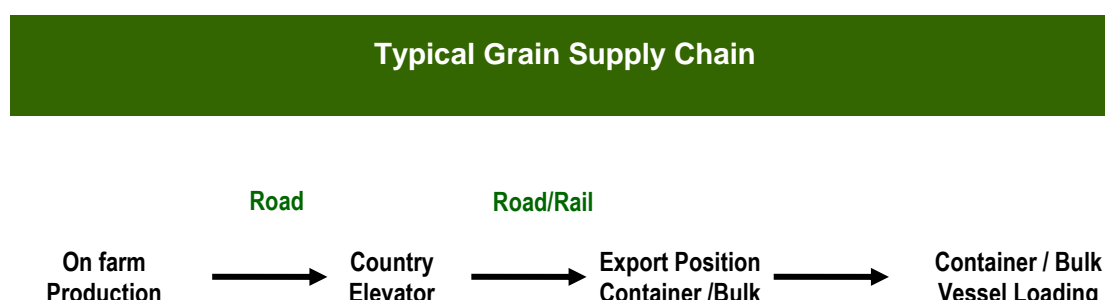 Typical Grain Supply Chain
Road
Road/Rail
On farm
Production
Country
Elevator
Export Position
Container /Bulk
Container / Bulk
Vessel Loading